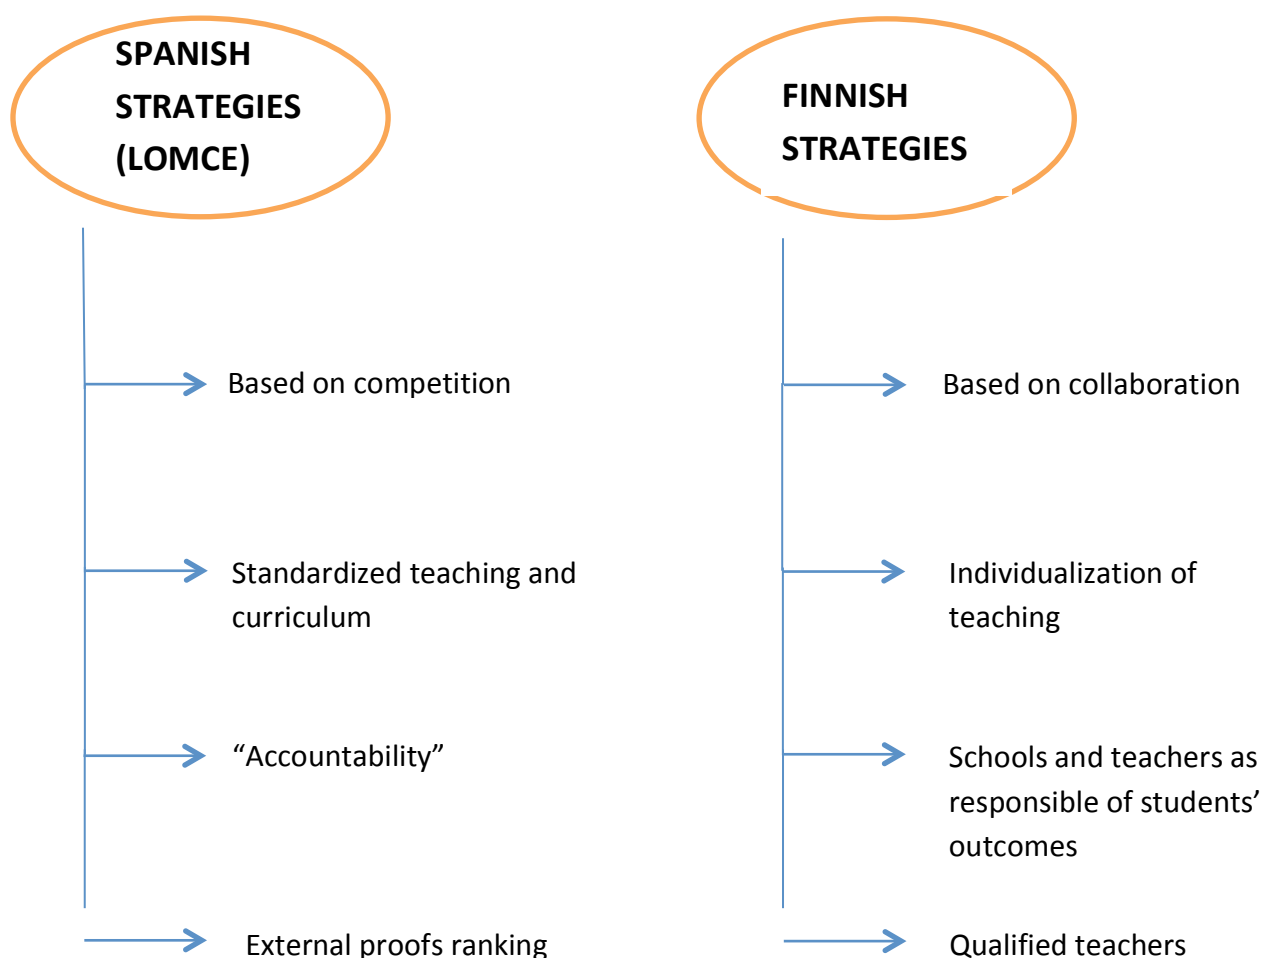 SPANISH
STRATEGIES
(LOMCE)
Based on competition
Standardized teaching and
curriculum
“Accountability”
External proofs ranking
FINNISH
STRATEGIES
Based on collaboration
Individualization of
teaching
Schools and teachers as
responsible of students’
outcomes
Qualified teachers